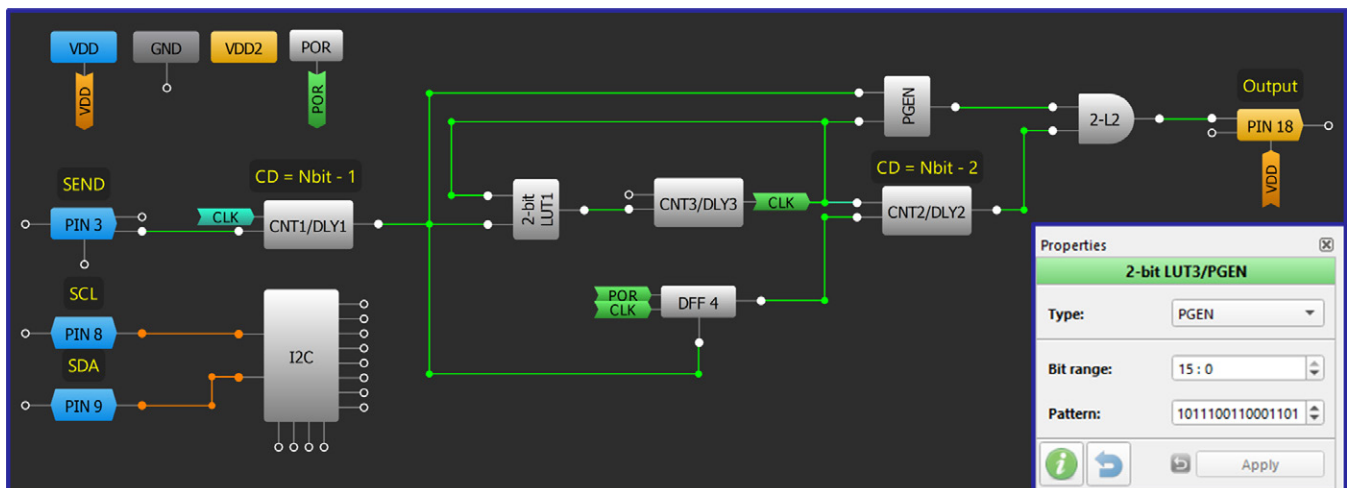 VDD
GND
VDD2
POR
VDD
POR
PGEN
2-L2
Output
PIN 18
VDD
SEND
PIN 3
CLK
CD = Nbit - 1
CNT1/DLY1
2-bit
LUT1
CNT3/DLY3
CLK
CD = Nbit - 2
CNT2/DLY2
SCL
PIN 8
SDA
PIN 9
I2C
POR
CLK
DFF 4
Properties
2-bit LUT3/PGEN
Type:
PGEN
Bit range:
15 : 0
Pattern:
1011100110001101
Apply